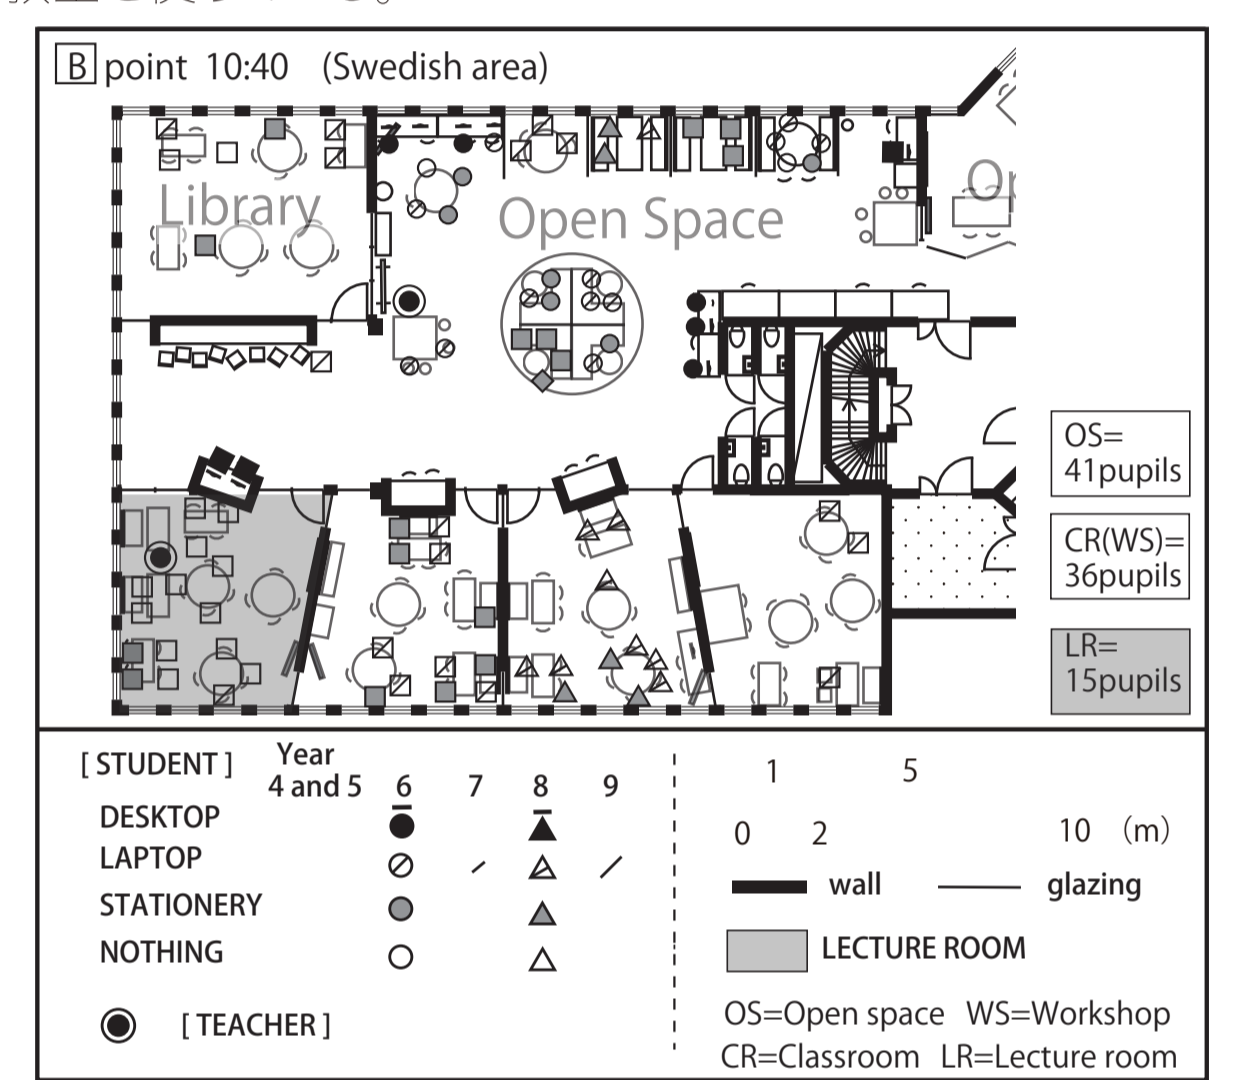 B point 10:40 (Swedish area)
Library
Open Space
Op
OS=
41pupils
CR(WS)=
36pupils
LR=
15pupils
[ STUDENT ]
Year
4 and 5 6 7 8 9
DESKTOP
LAPTOP
STATIONERY
NOTHING
[ TEACHER ]
1 5
0 2 10 （m）
wall glazing
LECTURE ROOM
OS=Open space WS=Workshop
CR=Classroom LR=Lecture room